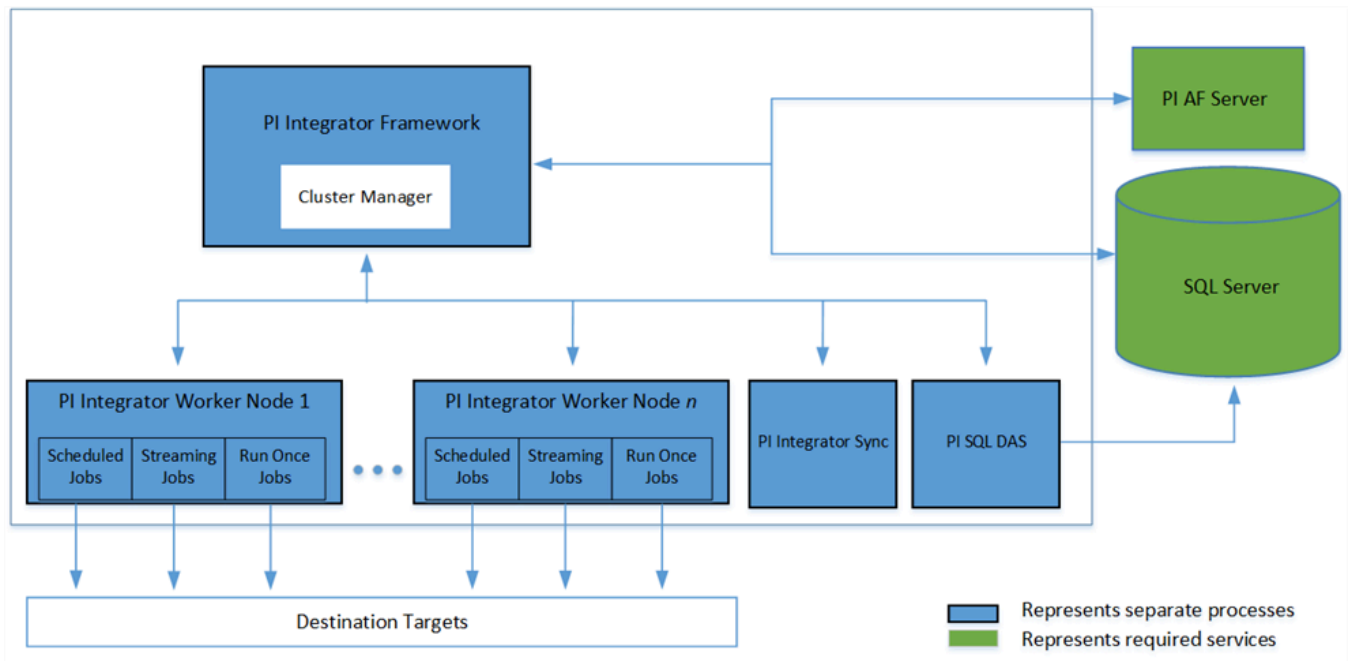 PI Integrator Framework
Cluster Manager
PI AF Server
SQL Server
PI Integrator Worker Node 1
Scheduled
Jobs
Streaming
Jobs
Run Once
Jobs
PI Integrator Worker Node n
Scheduled
Jobs
Streaming
Jobs
Run Once
Jobs
PI Integrator Sync
PI SQL DAS
Destination Targets
Represents separate processes
Represents required services